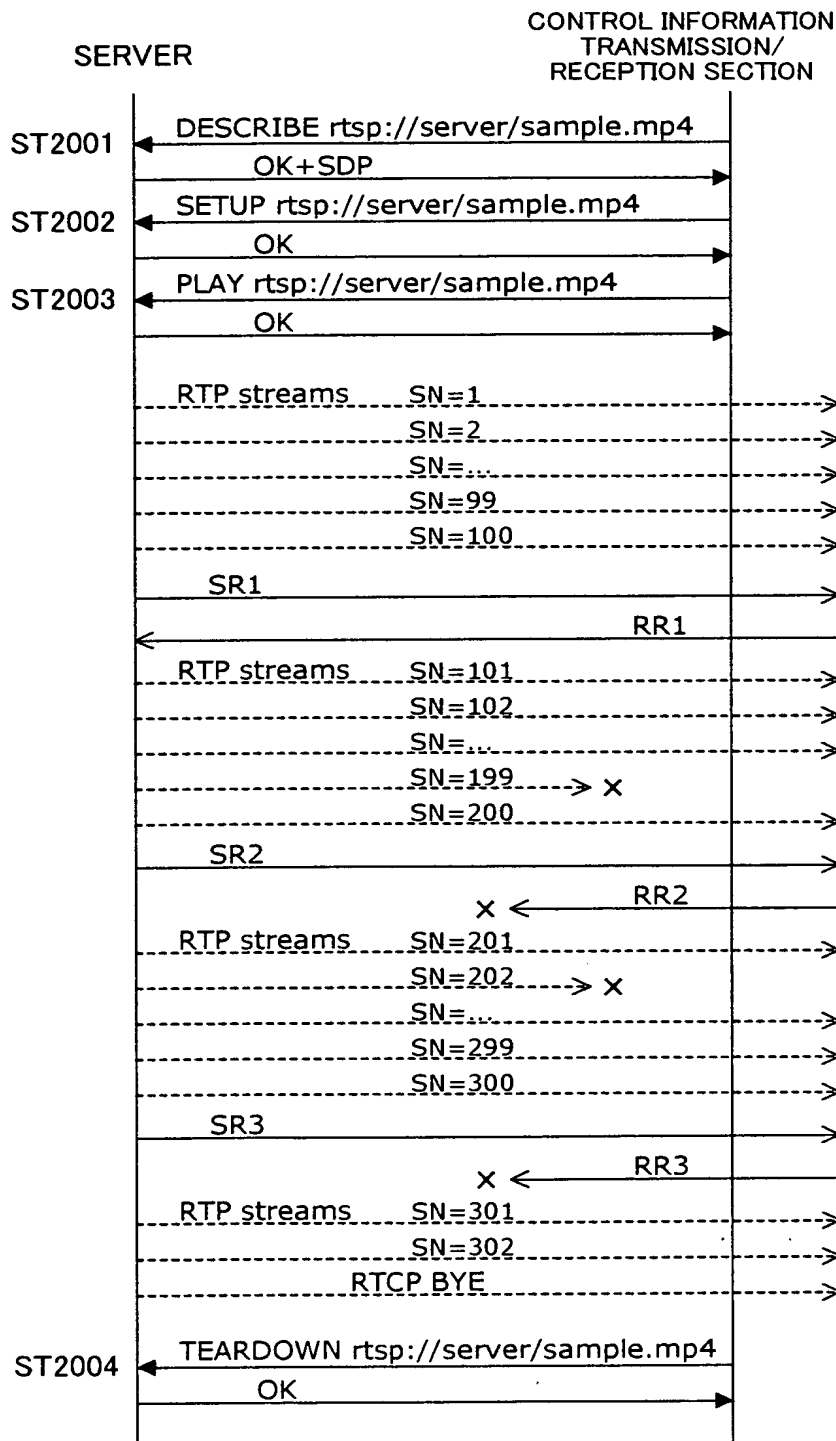 SERVER
CONTROL INFORMATION
TRANSMISSION/
RECEPTION SECTION
ST2001
DESCRIBE rtsp://server/sample.mp4
OK+SDP
ST2002
SETUP rtsp://server/sample.mp4
OK
ST2003
PLAY rtsp://server/sample.mp4
OK
RTP streams SN=1
SN=2
SN=...
SN=99
SN=100
SR1
RR1
RTP streams SN=101
SN=102
SN=...
SN=199
SN=200
SR2
RR2
RTP streams SN=201
SN=202
SN=...
SN=299
SN=300
SR3
RR3
RTP streams SN=301
SN=302
RTCP BYE
ST2004
TEARDOWN rtsp://server/sample.mp4
OK